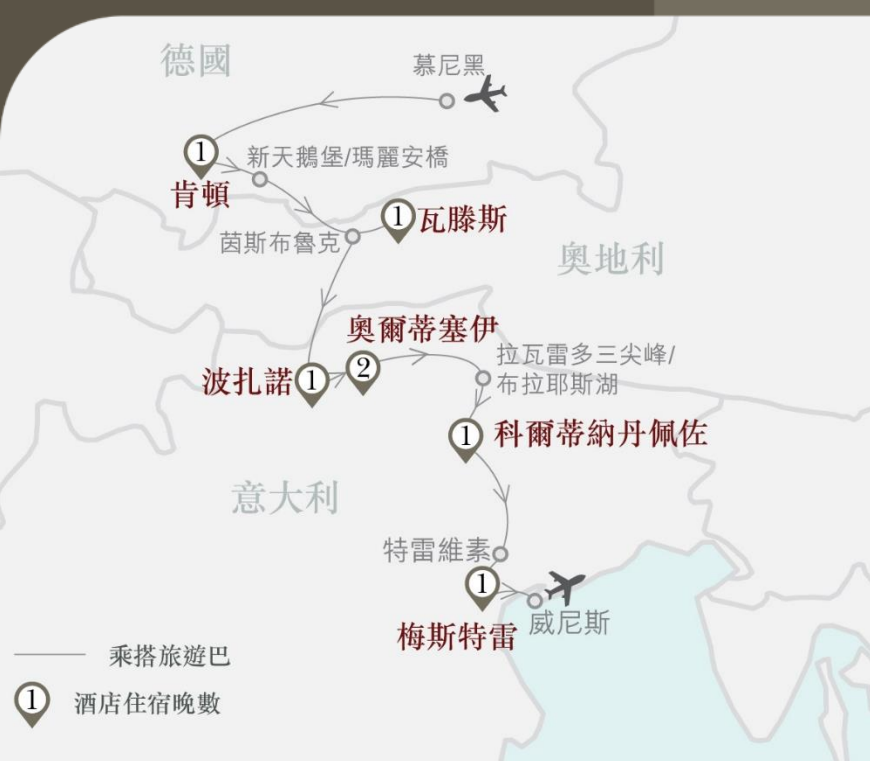 德國
慕尼黑
1
新天鵝堡/瑪麗安橋
肯頓
1
瓦滕斯
茵斯布魯克
奧地利
奧爾蒂塞伊
拉瓦雷多三尖峰/
布拉耶斯湖
波扎諾
1
2
1
科爾蒂納丹佩佐
意大利
特雷維素
1
威尼斯
梅斯特雷
乘搭旅遊巴
1
酒店住宿晚數